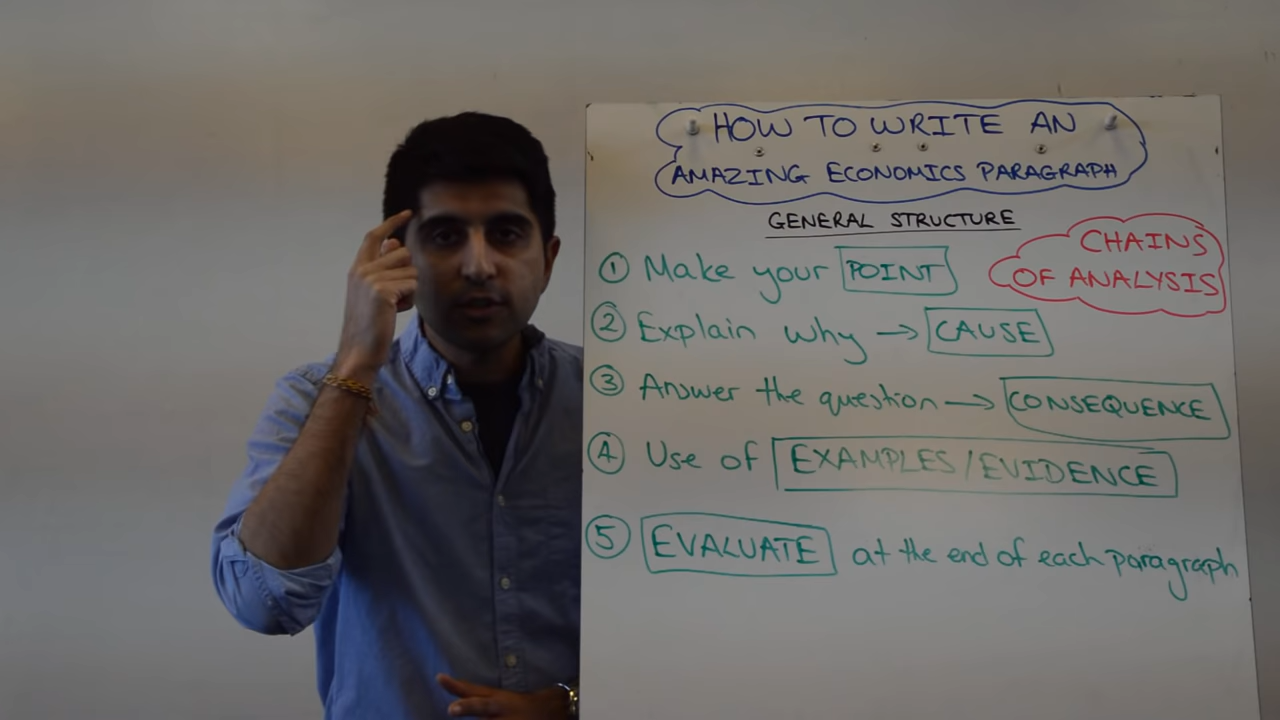 HOW TO WRITE AN
AMAZING ECONOMICS PARAGRAPH
GENERAL STRUCTURE
CHAINS
OF ANALYSIS
① Make your POINT
② Explain why → CAUSE
③ Answer the question → CONSEQUENCE
④ Use of EXAMPLES/EVIDENCE
⑤ EVALUATE at the end of each paragraph